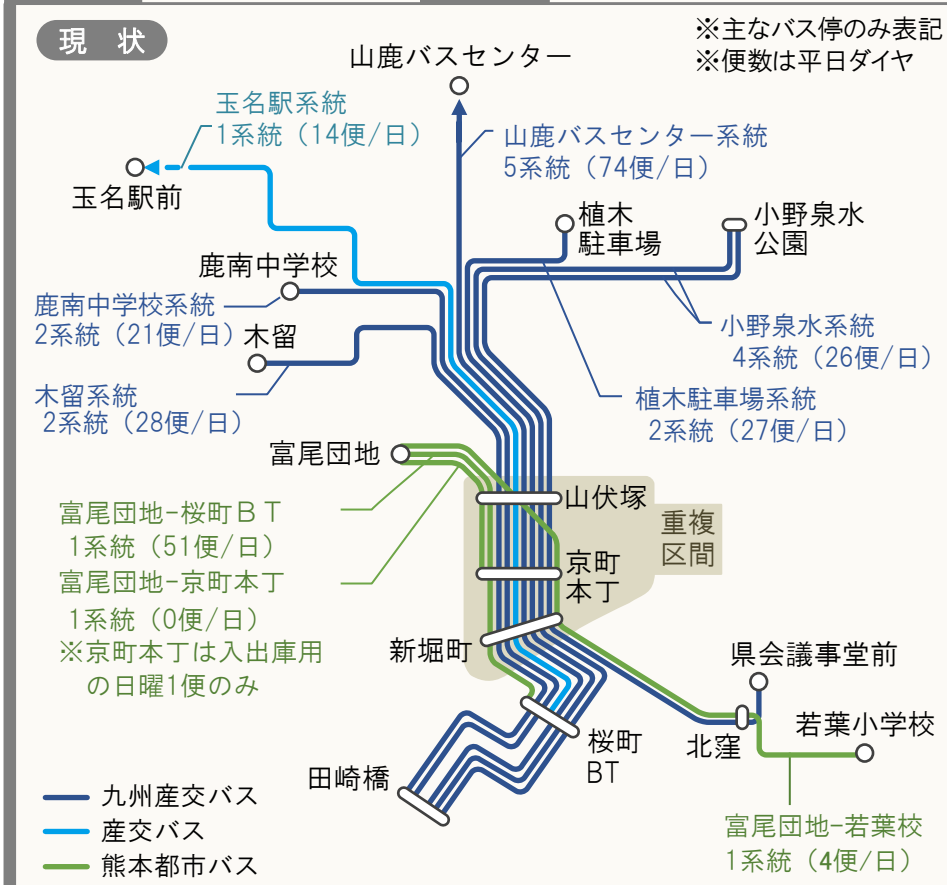 現 状
※主なバス停のみ表記
※便数は平日ダイヤ
山鹿バスセンター
玉名駅系統
1系統（14便/日）
山鹿バスセンター系統
5系統（74便/日）
玉名駅前
植木
駐車場
小野泉水
公園
鹿南中学校
鹿南中学校系統
2系統（21便/日）
木留
小野泉水系統
4系統（26便/日）
木留系統
2系統（28便/日）
植木駐車場系統
2系統（27便/日）
富尾団地
山伏塚
富尾団地-桜町ＢＴ
1系統（51便/日）
重複
区間
富尾団地-京町本丁
1系統（0便/日）
※京町本丁は入出庫用
の日曜1便のみ
京町
本丁
新堀町
県会議事堂前
北窪
若葉小学校
桜町
BT
田崎橋
九州産交バス
産交バス
熊本都市バス
富尾団地-若葉校
1系統（4便/日）